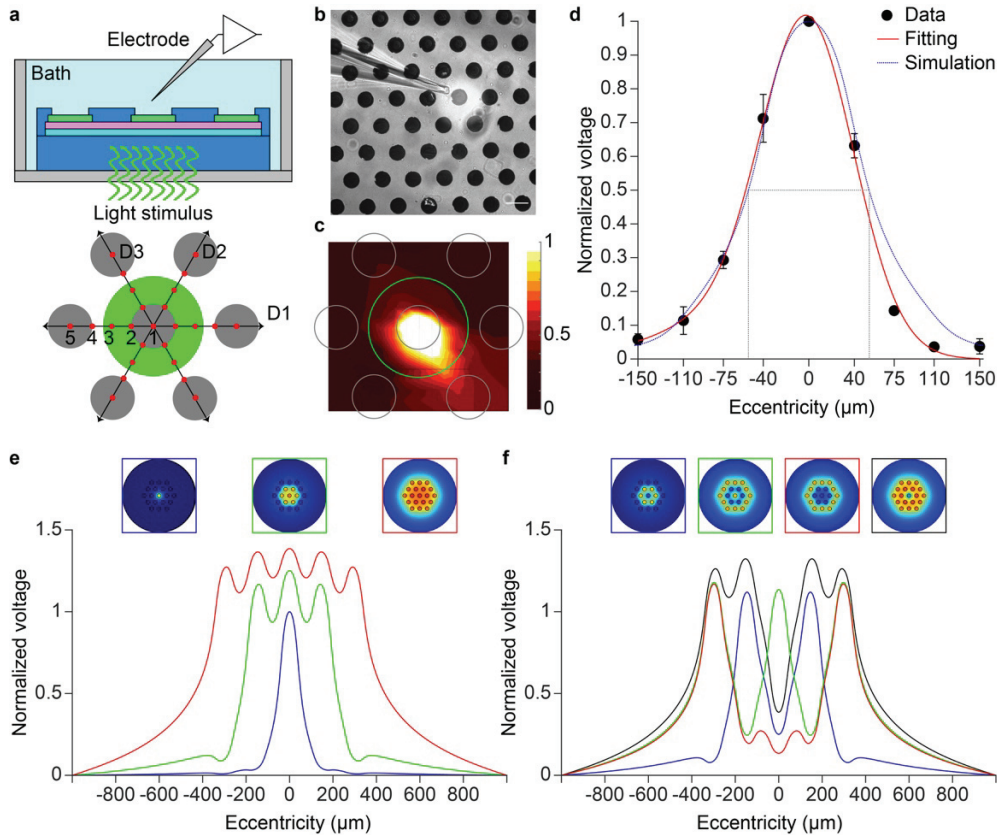 a
Electrode
Bath
Light stimulus
D3
D2
D1
5 4 3 2 1
b
c
1
0.5
0
d
Data
Fitting
Simulation
Normalized voltage
1
0.9
0.8
0.7
0.6
0.5
0.4
0.3
0.2
0.1
0
-150 -110 -75 -40 0 40 75 110 150
Eccentricity (µm)
e
Normalized voltage
1.5
1
0.5
0
-800 -600 -400 -200 0 200 400 600 800
Eccentricity (µm)
f
Normalized voltage
1.5
1
0.5
0
-800 -600 -400 -200 0 200 400 600 800
Eccentricity (µm)